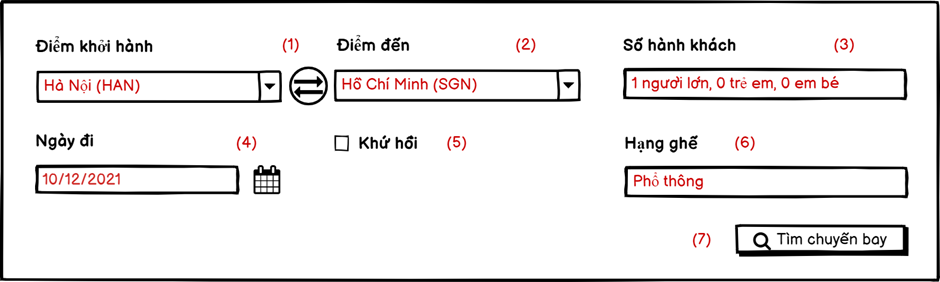 Điểm khởi hành (1) Điểm đến (2) Số hành khách (3)
Hà Nội (HAN) Hồ Chí Minh (SGN) 1 người lớn, 0 trẻ em, 0 em bé
Ngày đi (4) Khứ hồi (5) Hạng ghế (6)
10/12/2021 Phổ thông
(7) Tìm chuyến bay